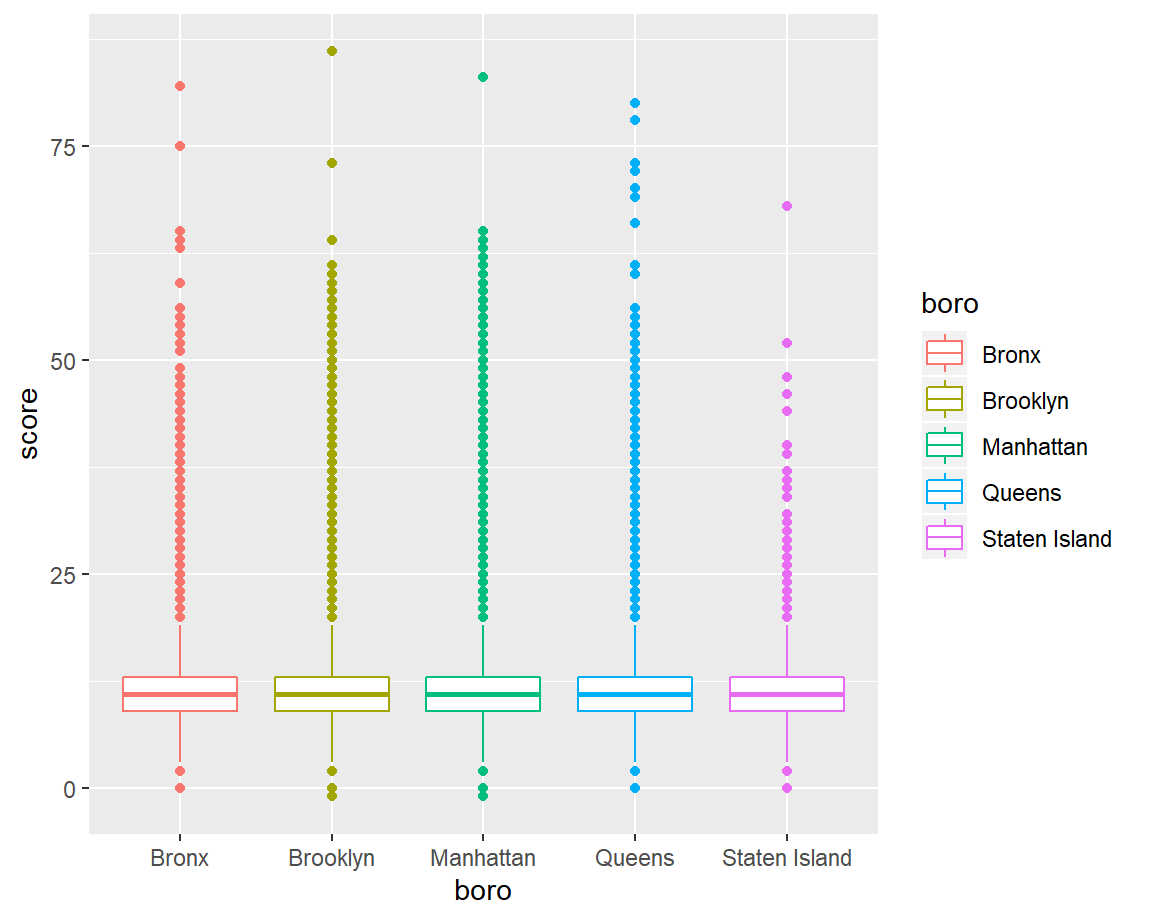 75
50
25
0
score
Bronx
Brooklyn
Manhattan
Queens
Staten Island
boro
boro
Bronx
Brooklyn
Manhattan
Queens
Staten Island